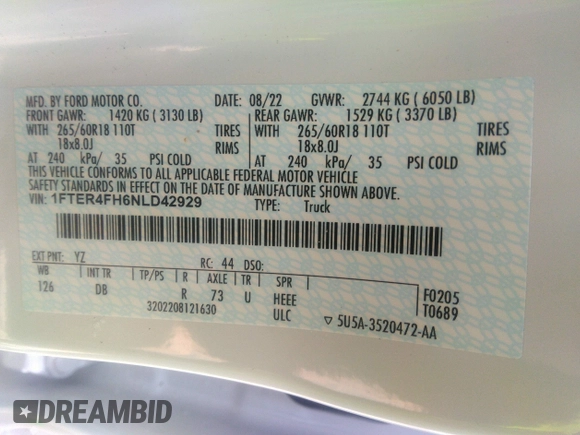 MFD. BY FORD MOTOR CO. DATE: 08/22 GVWR: 2744 KG ( 6050 LB)
FRONT GAWR: 1420 KG ( 3130 LB) REAR GAWR: 1529 KG ( 3370 LB)
WITH 265/60R18 110T TIRES WITH 265/60R18 110T TIRES
18x8.0J RIMS 18x8.0J RIMS
AT 240 kPa/ 35 PSI COLD AT 240 kPa/ 35 PSI COLD
THIS VEHICLE CONFORMS TO ALL APPLICABLE FEDERAL MOTOR VEHICLE
SAFETY STANDARDS IN EFFECT ON THE DATE OF MANUFACTURE SHOWN ABOVE.
VIN: 1FTER4FH6NLD42929 TYPE: Truck
EXT PNT: YZ RC: 44 DSO:
WB INT TR TP/PS R AXLE TR SPR
126 DB R 73 U HEEE F0205
3202208121630 ULC T0689
▽ 5U5A-3520472-AA
DREAMBID